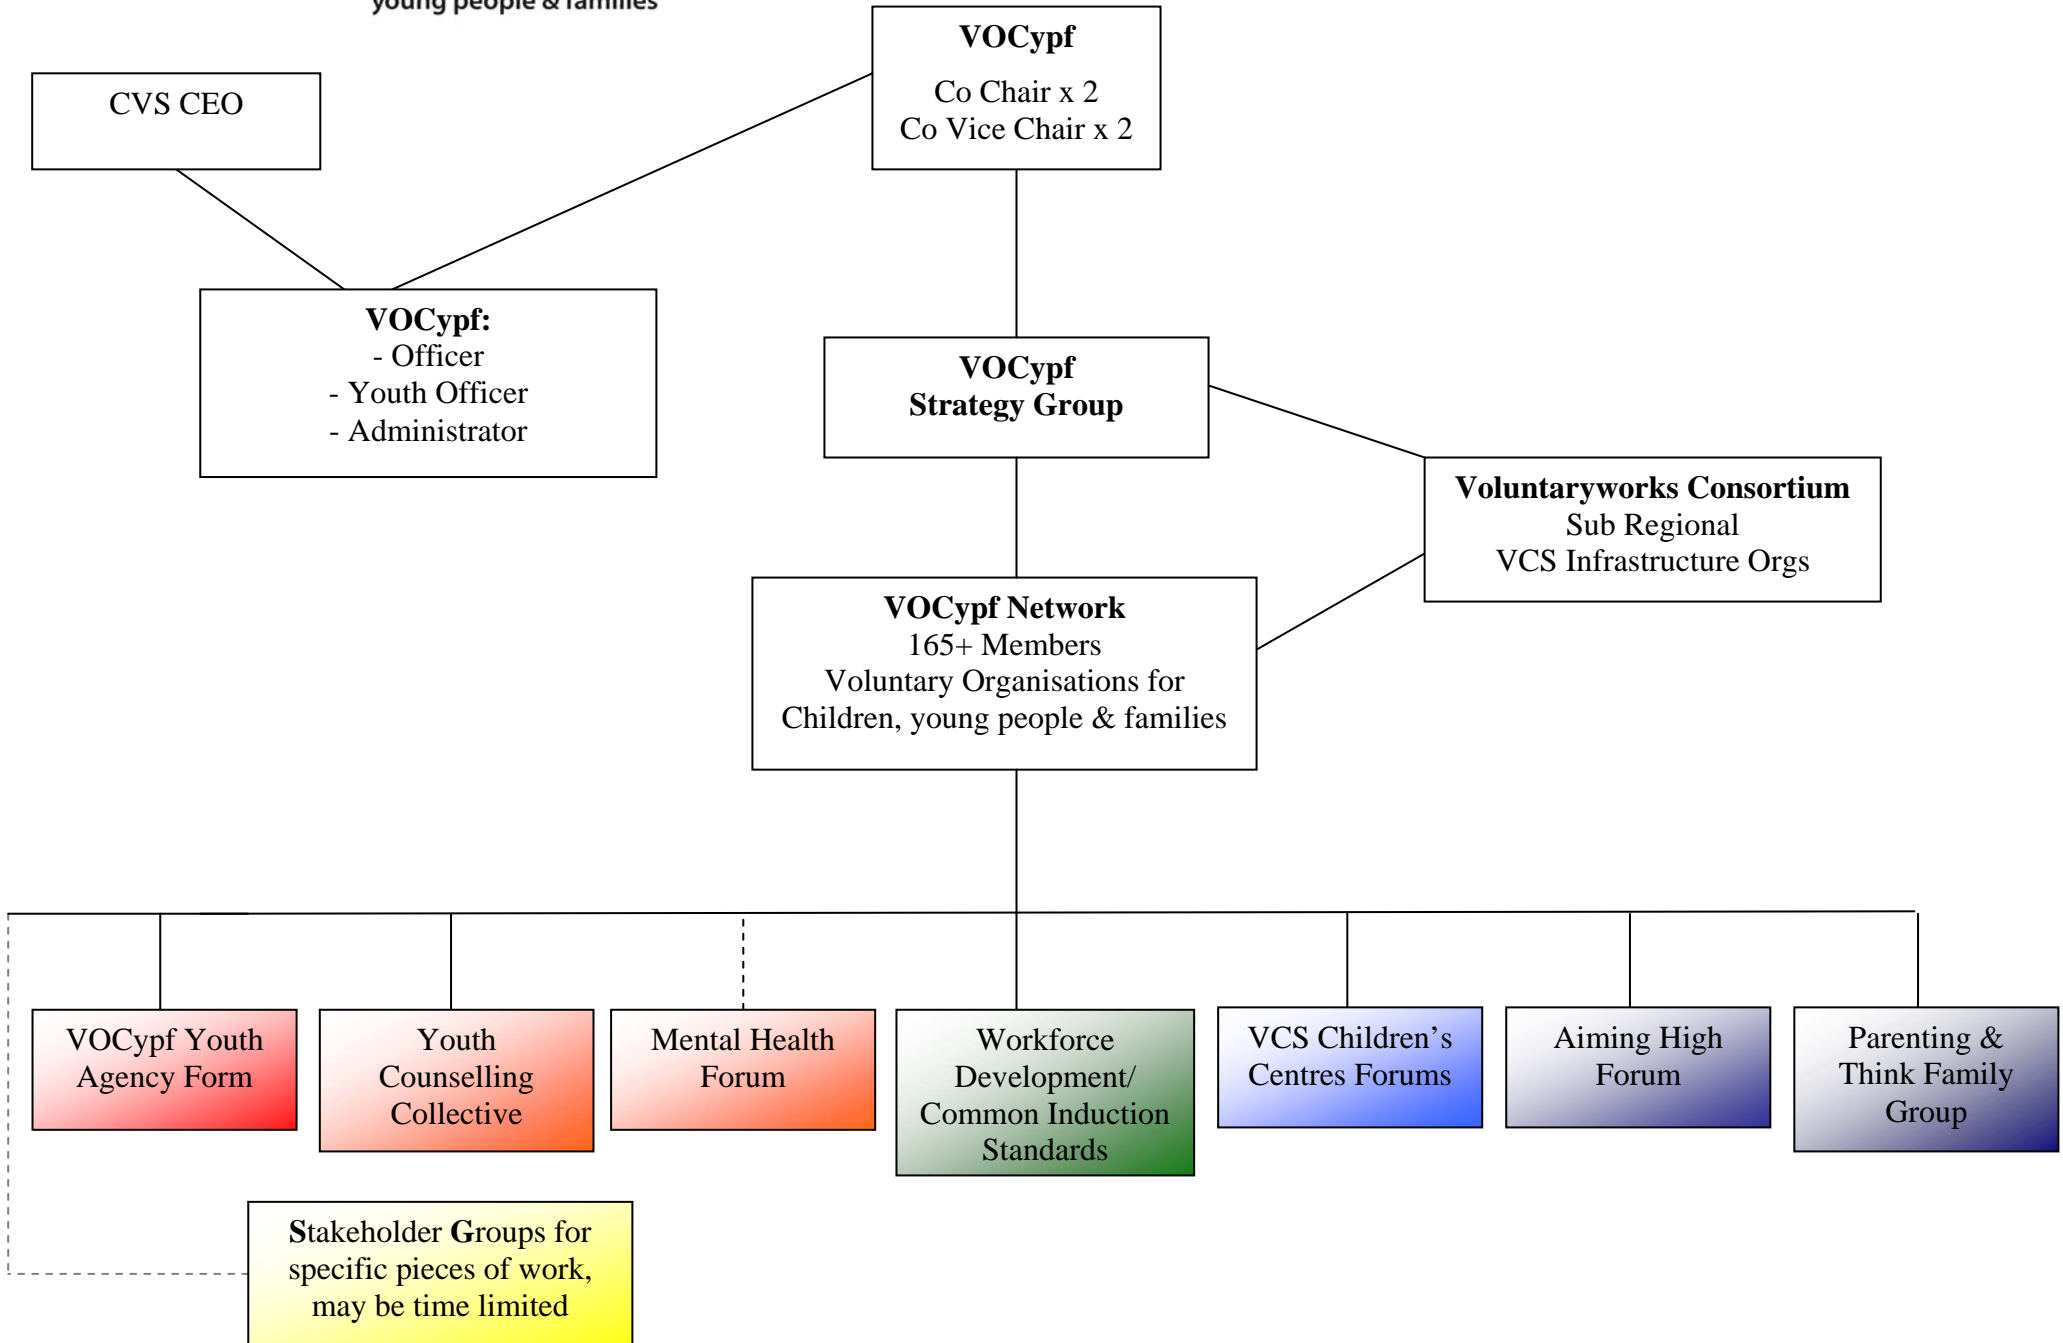 young people & families
VOCypf
Co Chair x 2
Co Vice Chair x 2
CVS CEO
VOCypf:
- Officer
- Youth Officer
- Administrator
VOCypf
Strategy Group
Voluntaryworks Consortium
Sub Regional
VCS Infrastructure Orgs
VOCypf Network
165+ Members
Voluntary Organisations for
Children, young people & families
VOCypf Youth
Agency Form
Youth
Counselling
Collective
Mental Health
Forum
Workforce
Development/
Common Induction
Standards
VCS Children’s
Centres Forums
Aiming High
Forum
Parenting &
Think Family
Group
Stakeholder Groups for
specific pieces of work,
may be time limited